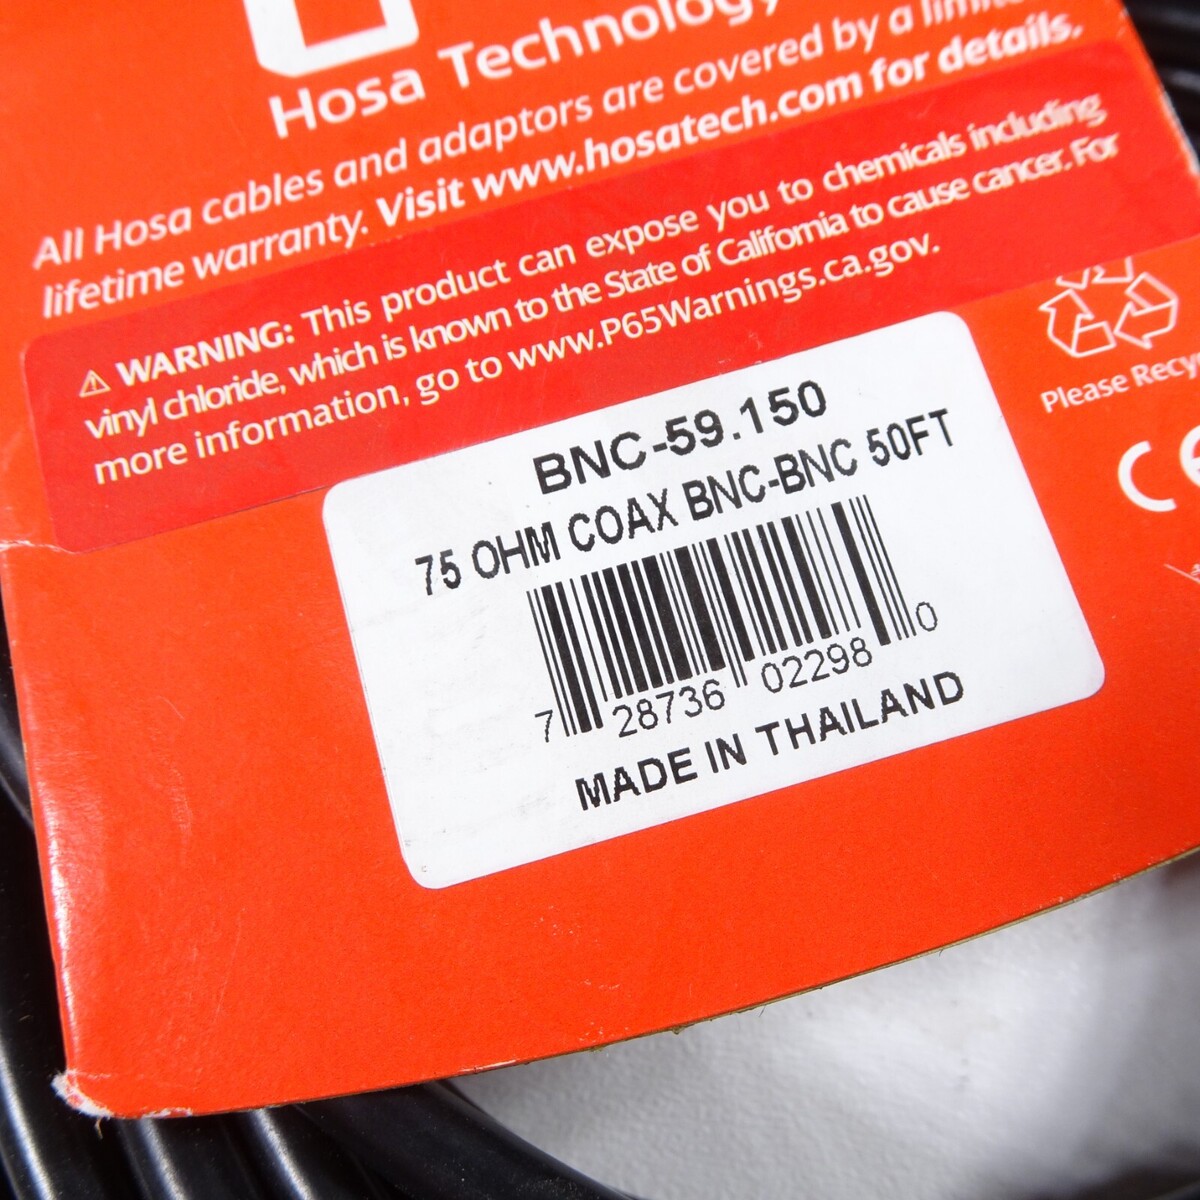 Hosa Technology
All Hosa cables and adaptors are covered by a limited
lifetime warranty. Visit www.hosatech.com for details.
⚠ WARNING: This product can expose you to chemicals including
vinyl chloride, which is known to the State of California to cause cancer. For
more information, go to www.P65Warnings.ca.gov.
Please Recy
CE
BNC-59.150
75 OHM COAX BNC-BNC 50FT
7 28736 02298 0
MADE IN THAILAND